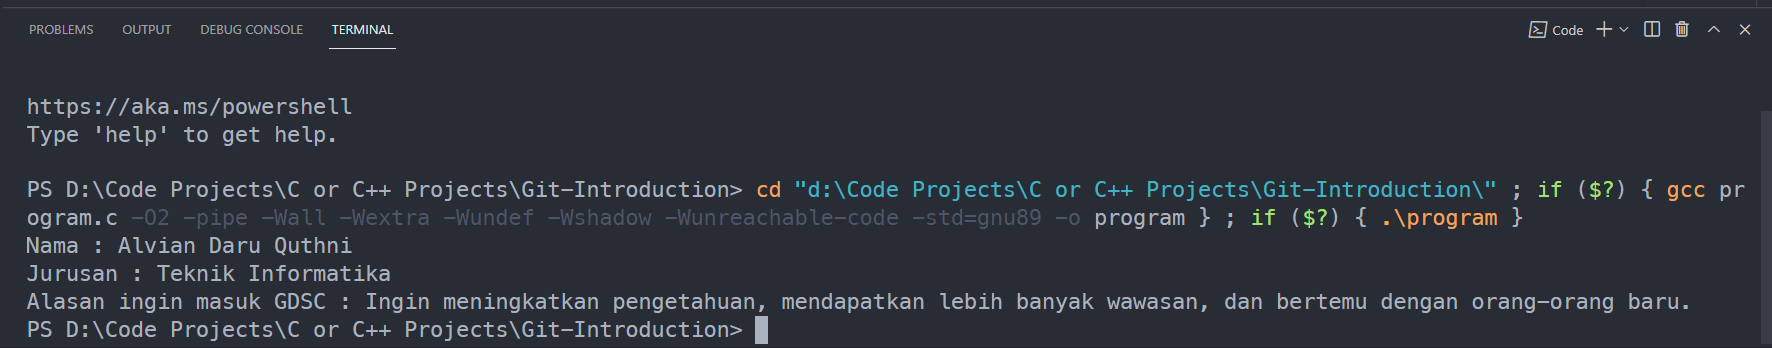 PROBLEMS OUTPUT DEBUG CONSOLE TERMINAL Code
https://aka.ms/powershell
Type 'help' to get help.
PS D:\Code Projects\C or C++ Projects\Git-Introduction> cd "d:\Code Projects\C or C++ Projects\Git-Introduction\" ; if ($?) { gcc pr
ogram.c -O2 -pipe -Wall -Wextra -Wundef -Wshadow -Wunreachable-code -std=gnu89 -o program } ; if ($?) { .\program }
Nama : Alvian Daru Quthni
Jurusan : Teknik Informatika
Alasan ingin masuk GDSC : Ingin meningkatkan pengetahuan, mendapatkan lebih banyak wawasan, dan bertemu dengan orang-orang baru.
PS D:\Code Projects\C or C++ Projects\Git-Introduction>